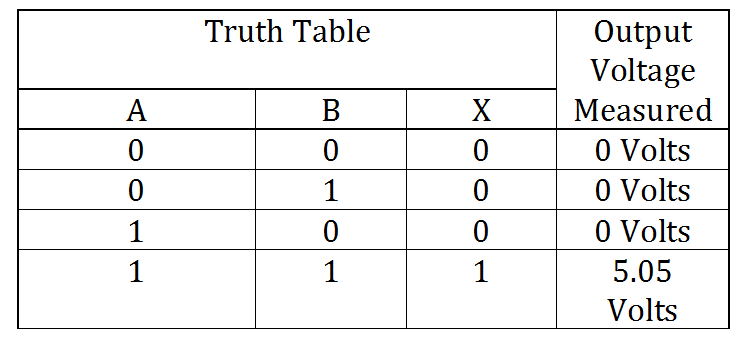 Truth Table
Output
Voltage
Measured
A B X
0 0 0 0 Volts
0 1 0 0 Volts
1 0 0 0 Volts
1 1 1 5.05
Volts